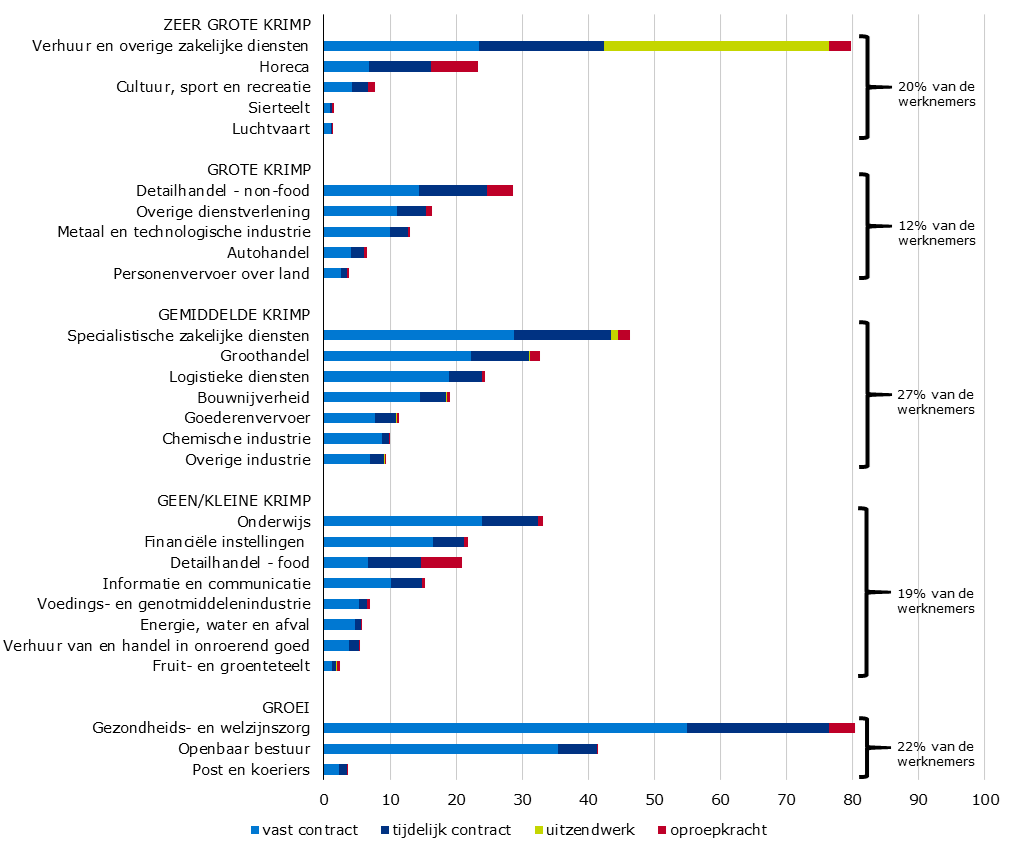 ZEER GROTE KRIMP
Verhuur en overige zakelijke diensten
Horeca
Cultuur, sport en recreatie
Sierteelt
Luchtvaart
20% van de
werknemers
GROTE KRIMP
Detailhandel - non-food
Overige dienstverlening
Metaal en technologische industrie
Autohandel
Personenvervoer over land
12% van de
werknemers
GEMIDDELDE KRIMP
Specialistische zakelijke diensten
Groothandel
Logistieke diensten
Bouwnijverheid
Goederenvervoer
Chemische industrie
Overige industrie
27% van de
werknemers
GEEN/KLEINE KRIMP
Onderwijs
Financiële instellingen
Detailhandel - food
Informatie en communicatie
Voedings- en genotmiddelenindustrie
Energie, water en afval
Verhuur van en handel in onroerend goed
Fruit- en groenteteelt
19% van de
werknemers
GROEI
Gezondheids- en welzijnszorg
Openbaar bestuur
Post en koeriers
22% van de
werknemers
0 10 20 30 40 50 60 70 80 90 100
vast contract tijdelijk contract uitzendwerk oproepkracht